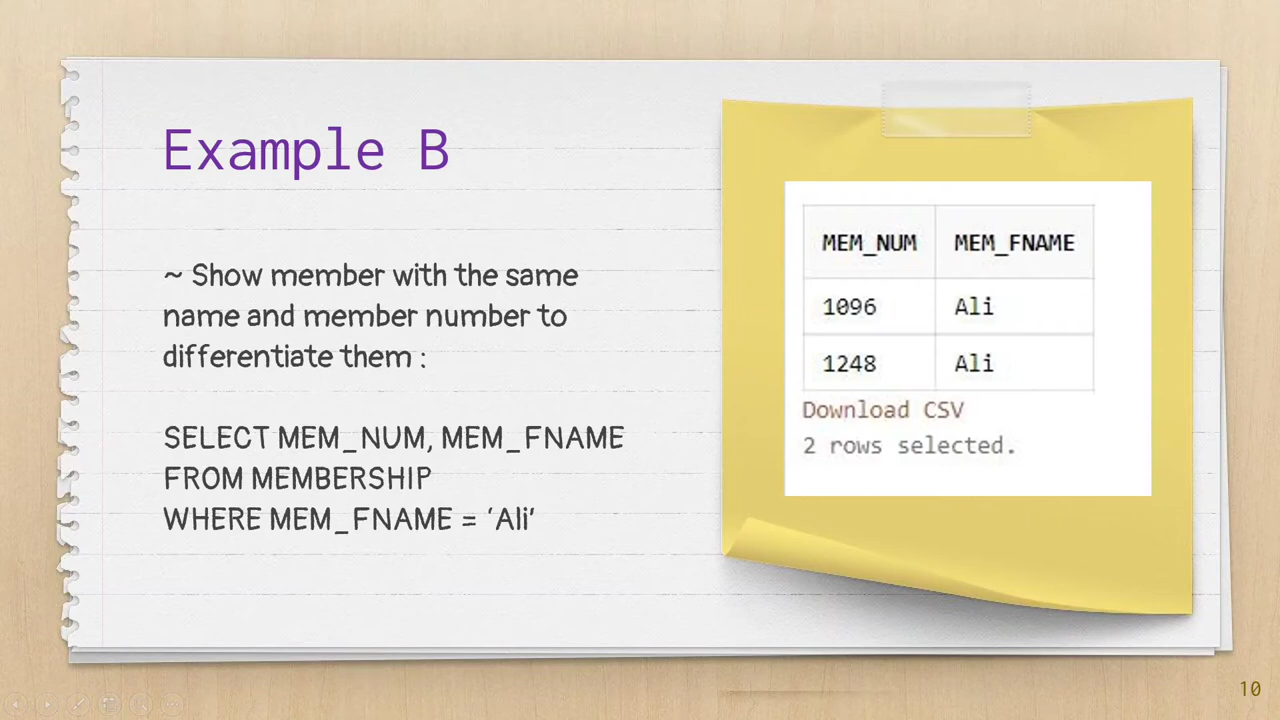 Example B
~ Show member with the same
name and member number to
differentiate them :
SELECT MEM_NUM, MEM_FNAME
FROM MEMBERSHIP
WHERE MEM_FNAME = ‘Ali’
MEM_NUM MEM_FNAME
1096 Ali
1248 Ali
Download CSV
2 rows selected.
10